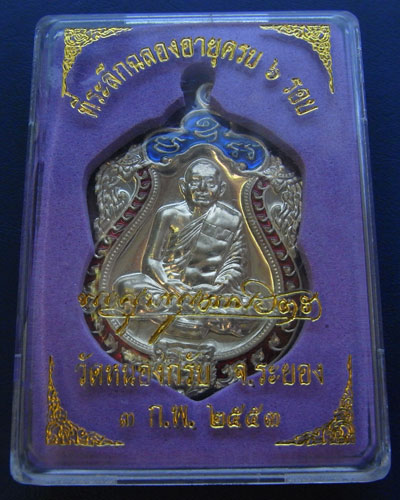 ที่ระลึกฉลองอายุครบ ๖ รอบ
วัดหนองกรับ จ.ระยอง
๓ ก.พ. ๒๕๕๓